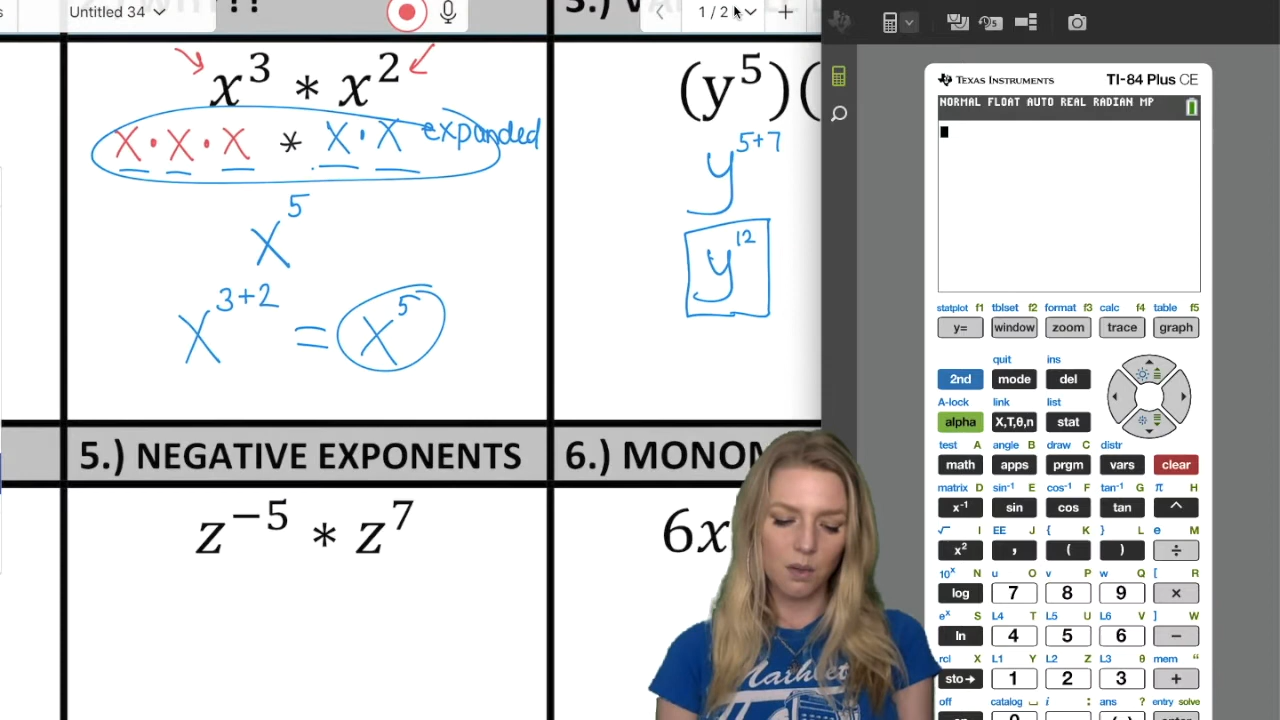 Untitled 34
1 / 2
x³ * x²
X · X · X * X · X expanded
X⁵
X³⁺² = X⁵
(y⁵)(
y⁵⁺⁷
y¹²
5.) NEGATIVE EXPONENTS
z⁻⁵ * z⁷
6.) MONOM
6x
TEXAS INSTRUMENTS TI-84 Plus CE
NORMAL FLOAT AUTO REAL RADIAN MP
statplot f1 tblset f2 format f3 calc f4 table f5
y= window zoom trace graph
quit ins
2nd mode del
A-lock link list
alpha X,T,θ,n stat
test A angle B draw C distr
math apps prgm vars clear
matrix D sin⁻¹ E cos⁻¹ F tan⁻¹ G π H
x⁻¹ sin cos tan ^
√ I EE J { K } L e M
x² , ( ) ÷
10ˣ N u O v P w Q [ R
log 7 8 9 ×
eˣ S L4 T L5 U L6 V ] W
ln 4 5 6 −
rcl X L1 Y L2 Z L3 θ mem “
sto→ 1 2 3 +
off catalog i : ans ? entry solve